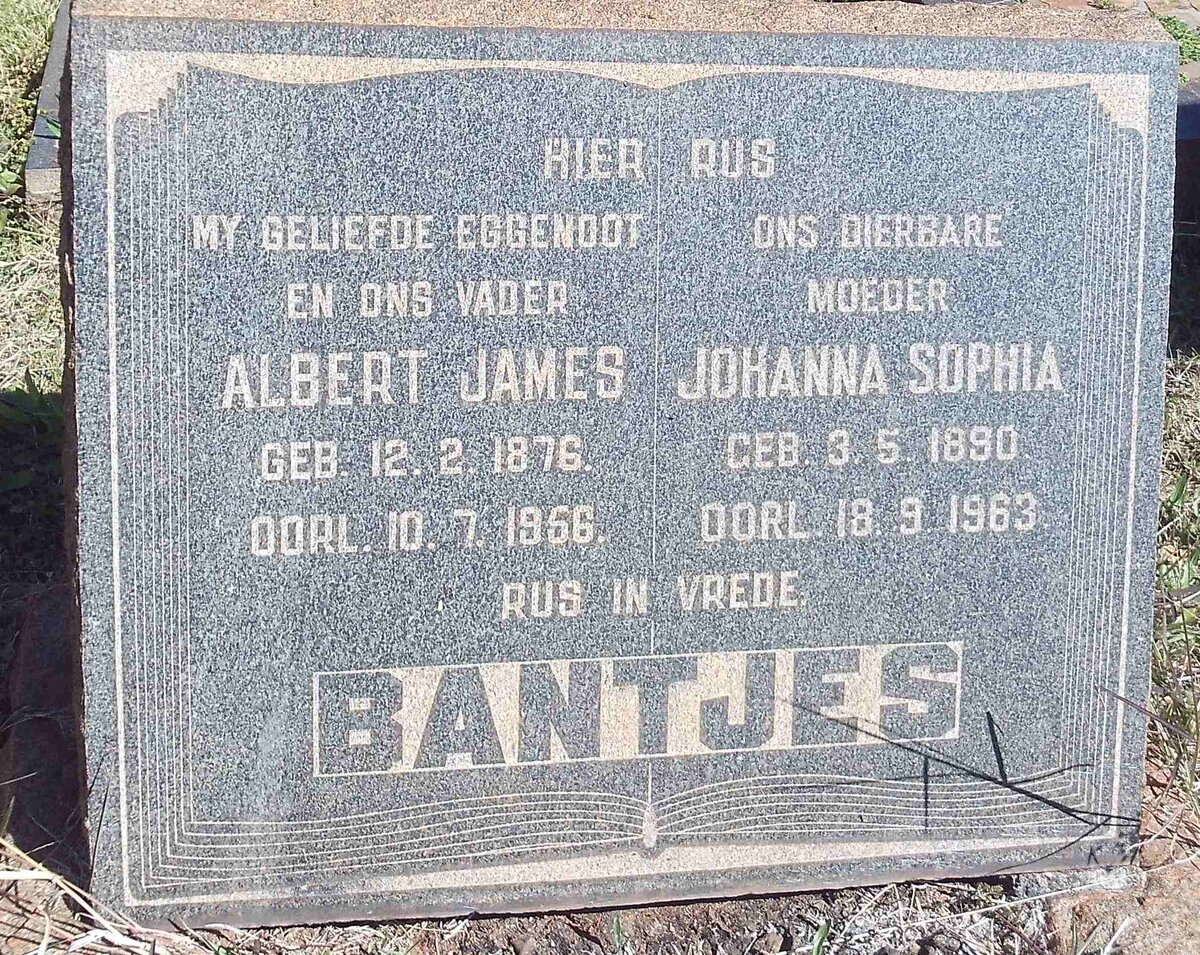 HIER RUS
MY GELIEFDE EGGENOOT
EN ONS VADER
ALBERT JAMES
GEB. 12. 2. 1876.
OORL. 10. 7. 1956.
ONS DIERBARE
MOEDER
JOHANNA SOPHIA
GEB. 3. 5. 1890.
OORL. 18. 9. 1963.
RUS IN VREDE.
BANTJES